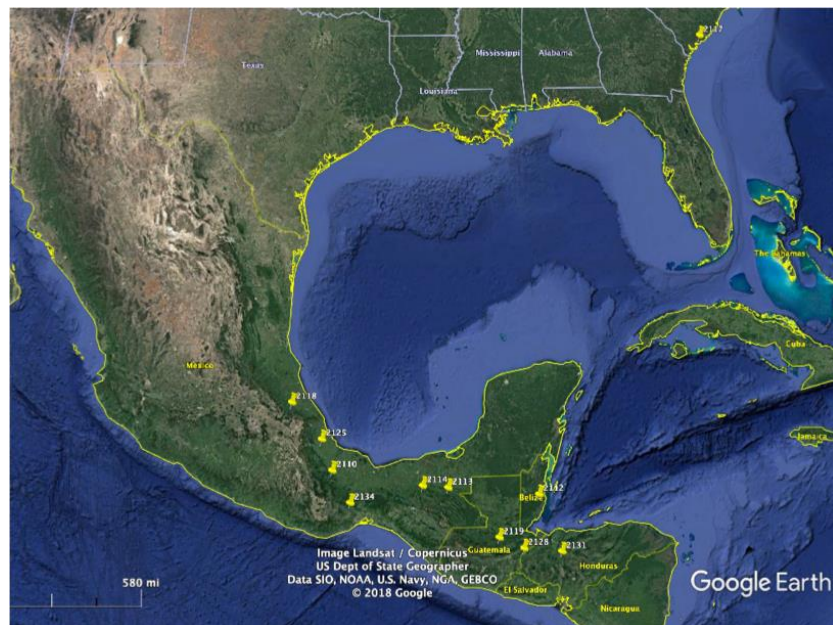 2117
Mississippi
Alabama
Texas
Louisiana
The Bahamas
Cuba
Mexico
2118
2125
Jamaica
2110
2114
2113
2112
Belize
2134
2119
2128
2131
Guatemala
Honduras
El Salvador
Nicaragua
Image Landsat / Copernicus
US Dept of State Geographer
Data SIO, NOAA, U.S. Navy, NGA, GEBCO
© 2018 Google
580 mi
Google Earth